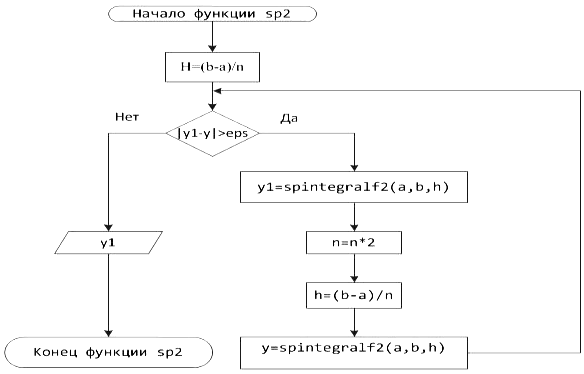 Начало функции sp2
H=(b-a)/n
Нет
|y1-y|>eps
Да
y1=spintegralf2(a,b,h)
y1
n=n*2
h=(b-a)/n
Конец функции sp2
y=spintegralf2(a,b,h)